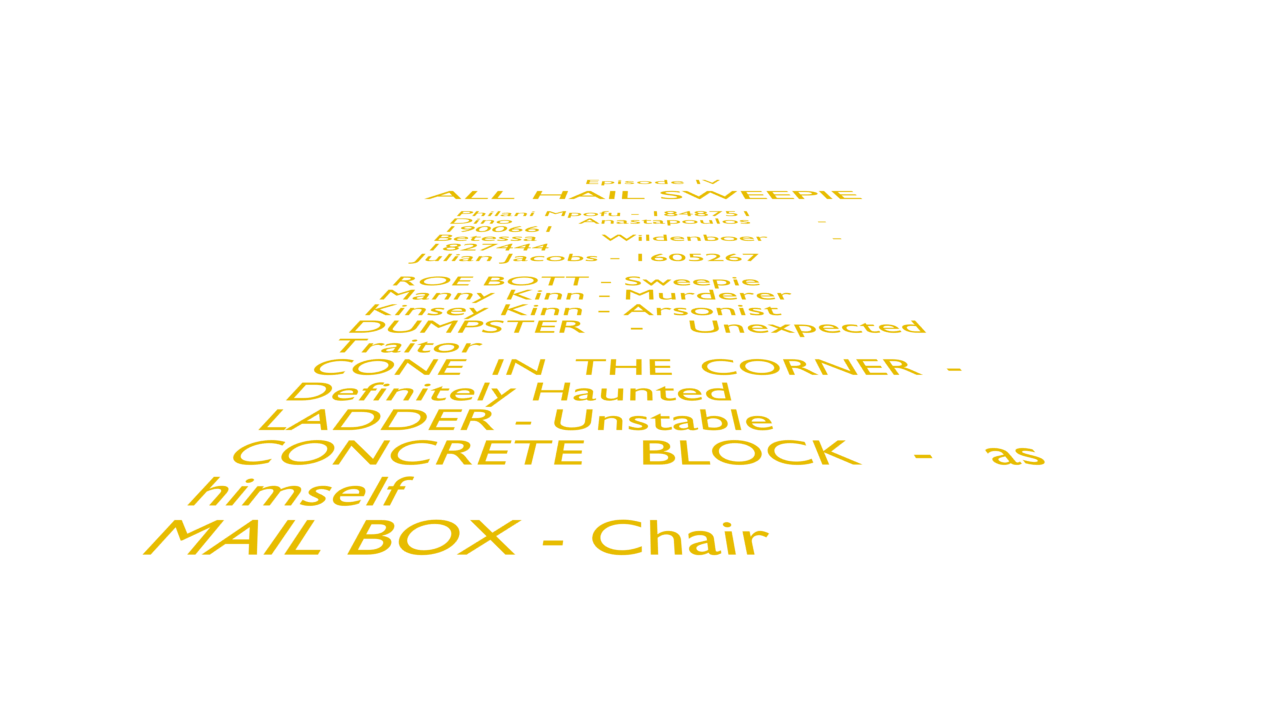 Episode IV
ALL HAIL SWEEPIE
Philani Mpofu - 1848751
Dino Anastapoulos -
1900661
Betessa Wildenboer -
1827444
Julian Jacobs - 1605267
ROE BOTT - Sweepie
Manny Kinn - Murderer
Kinsey Kinn - Arsonist
DUMPSTER - Unexpected
Traitor
CONE IN THE CORNER -
Definitely Haunted
LADDER - Unstable
CONCRETE BLOCK - as
himself
MAIL BOX - Chair